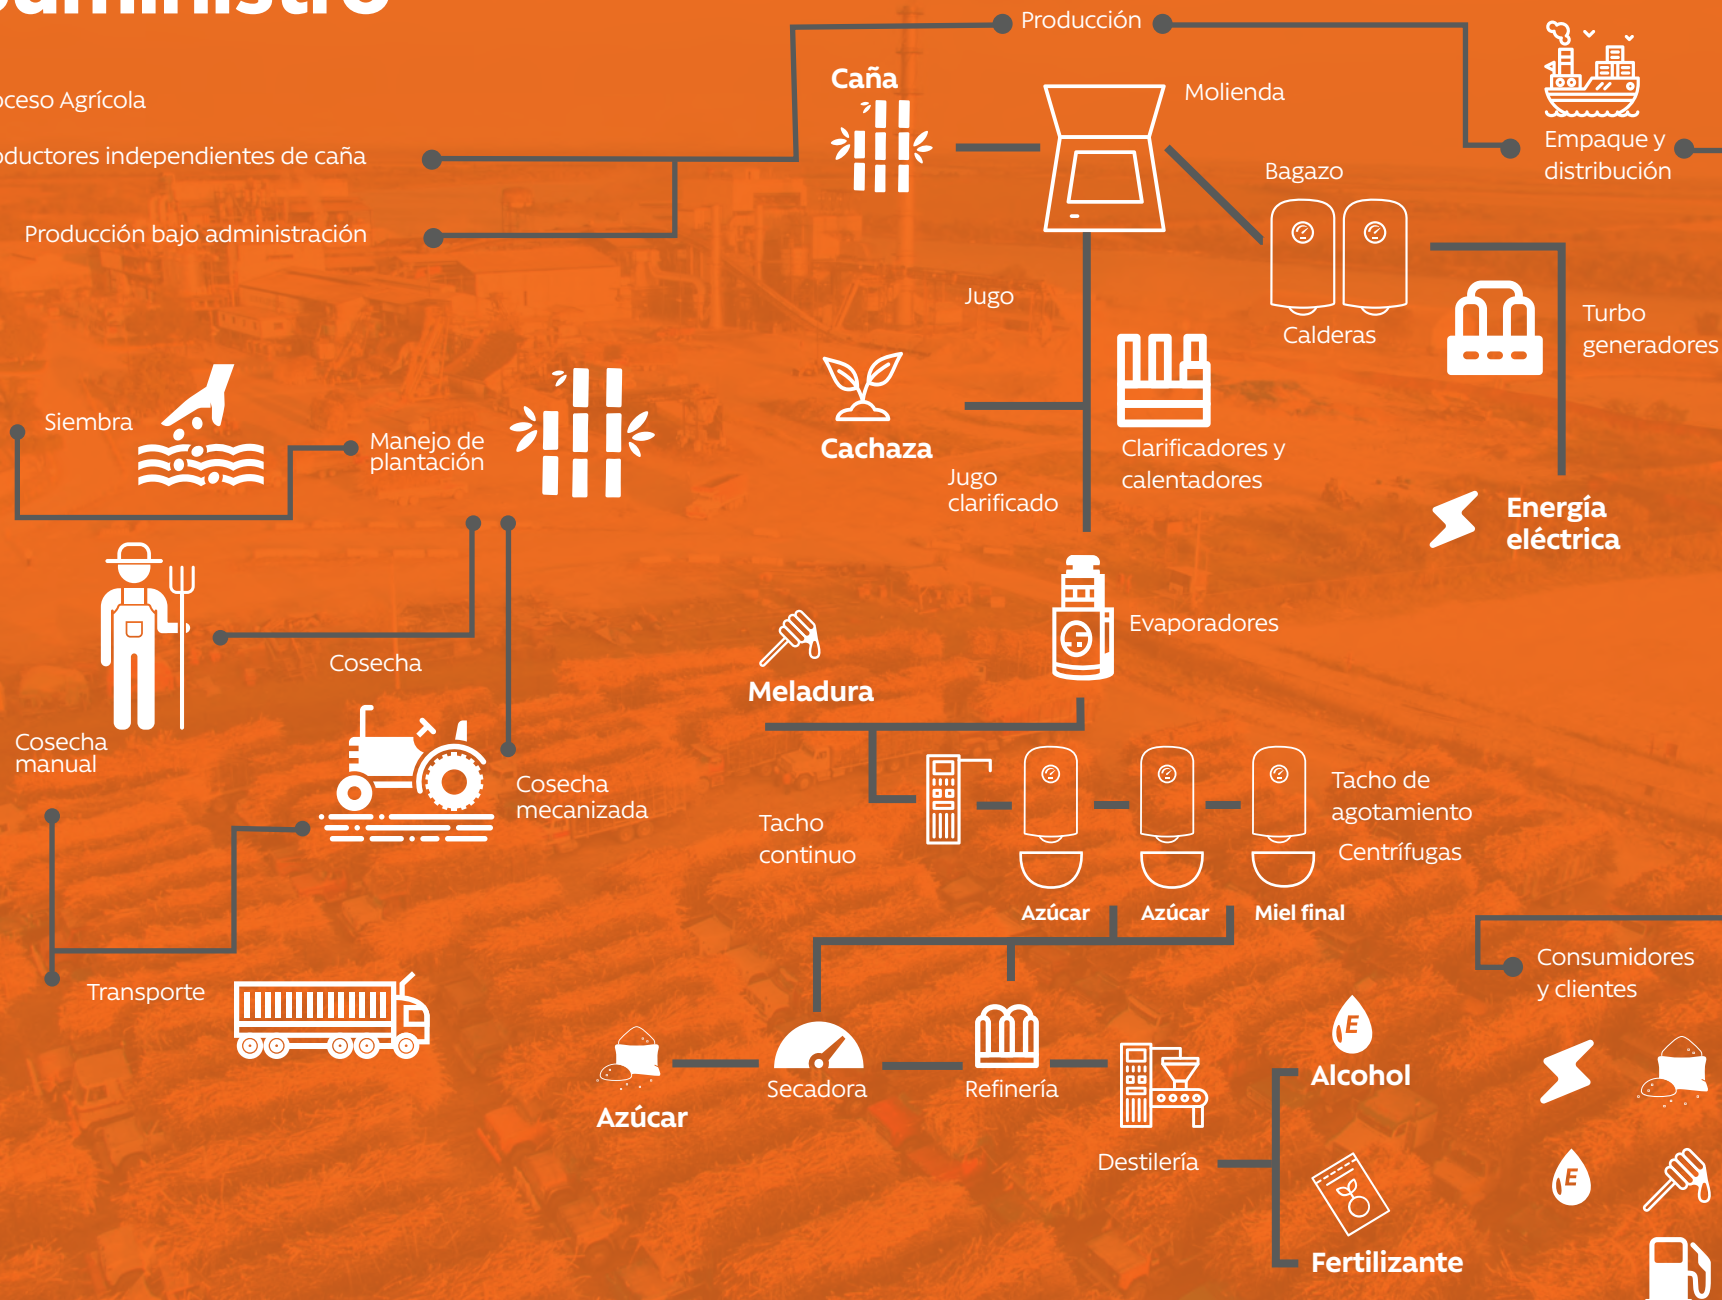 Producción
Caña
Molienda
Agrícola
independientes de caña
Empaque y
distribución
Bagazo
Producción bajo administración
Jugo
Calderas
Turbo
generadores
Siembra
Manejo de
plantación
Cachaza
Clarificadores y
calentadores
Jugo
clarificado
Energía
eléctrica
Evaporadores
Cosecha
Meladura
Cosecha
manual
Cosecha
mecanizada
Tacho
continuo
Tacho de
agotamiento
Centrífugas
Azúcar
Azúcar
Miel final
Transporte
Consumidores
y clientes
E
Alcohol
Azúcar
Secadora
Refinería
Destilería
E
Fertilizante